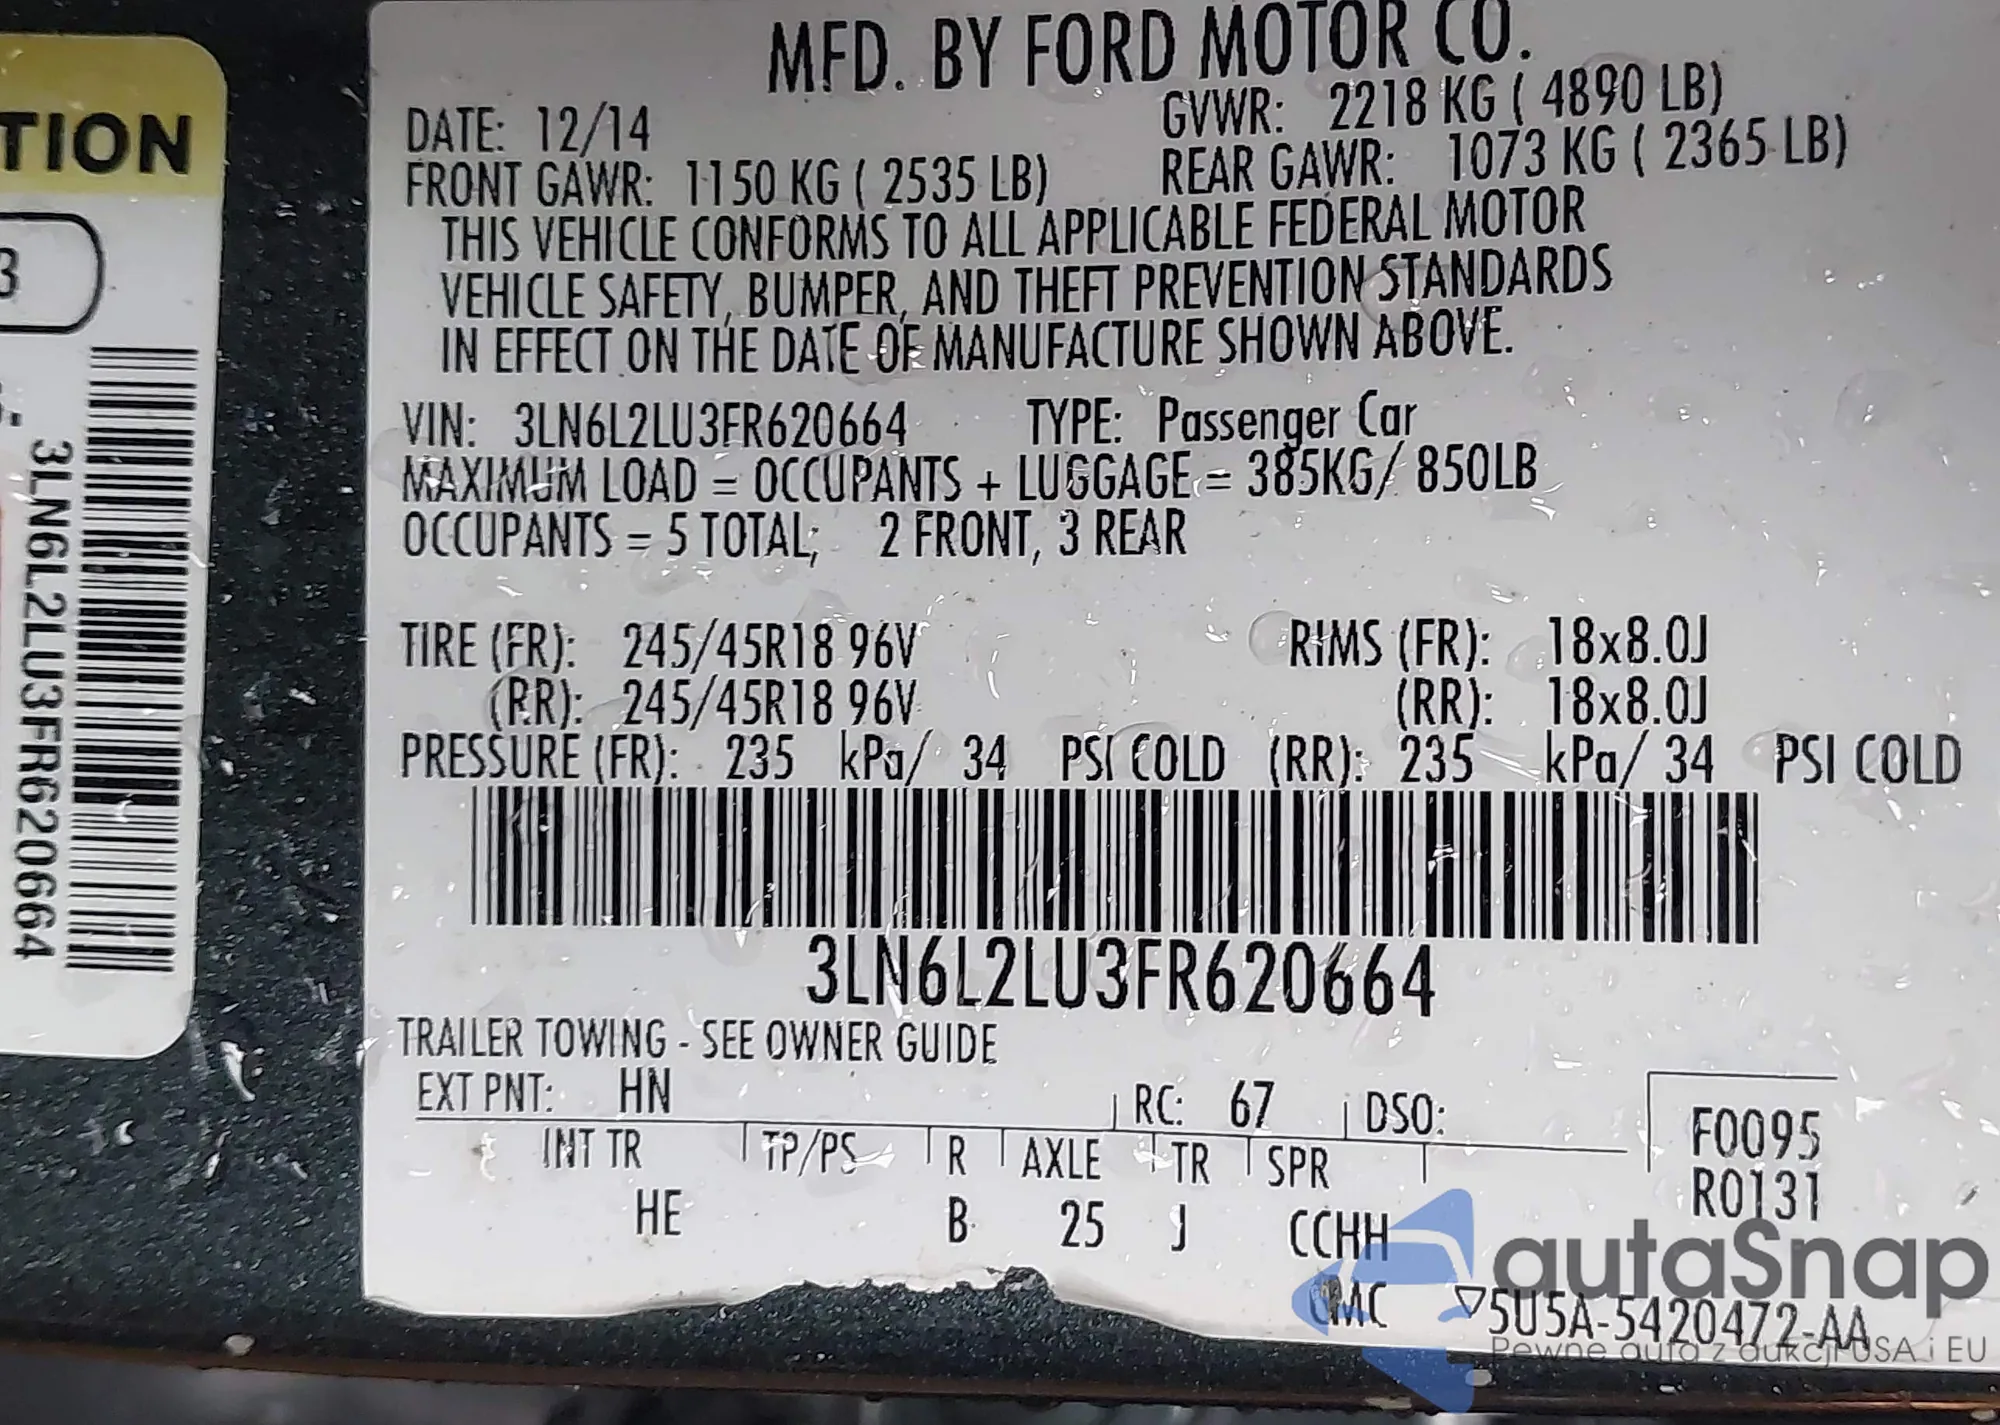 TION
3
3LN6L2LU3FR620664
MFD. BY FORD MOTOR CO.
DATE: 12/14 GVWR: 2218 KG ( 4890 LB)
FRONT GAWR: 1150 KG ( 2535 LB) REAR GAWR: 1073 KG ( 2365 LB)
THIS VEHICLE CONFORMS TO ALL APPLICABLE FEDERAL MOTOR
VEHICLE SAFETY, BUMPER, AND THEFT PREVENTION STANDARDS
IN EFFECT ON THE DATE OF MANUFACTURE SHOWN ABOVE.
VIN: 3LN6L2LU3FR620664 TYPE: Passenger Car
MAXIMUM LOAD = OCCUPANTS + LUGGAGE = 385KG/ 850LB
OCCUPANTS = 5 TOTAL; 2 FRONT, 3 REAR
TIRE (FR): 245/45R18 96V RIMS (FR): 18x8.0J
(RR): 245/45R18 96V (RR): 18x8.0J
PRESSURE (FR): 235 kPa/ 34 PSI COLD (RR): 235 kPa/ 34 PSI COLD
3LN6L2LU3FR620664
TRAILER TOWING - SEE OWNER GUIDE
EXT PNT: HN RC: 67 DSO:
INT TR TP/PS R AXLE TR SPR
HE B 25 J CCHH
F0095
R0131
▽5U5A-5420472-AA
autaSnap
Pewne auta z aukcji USA i EU